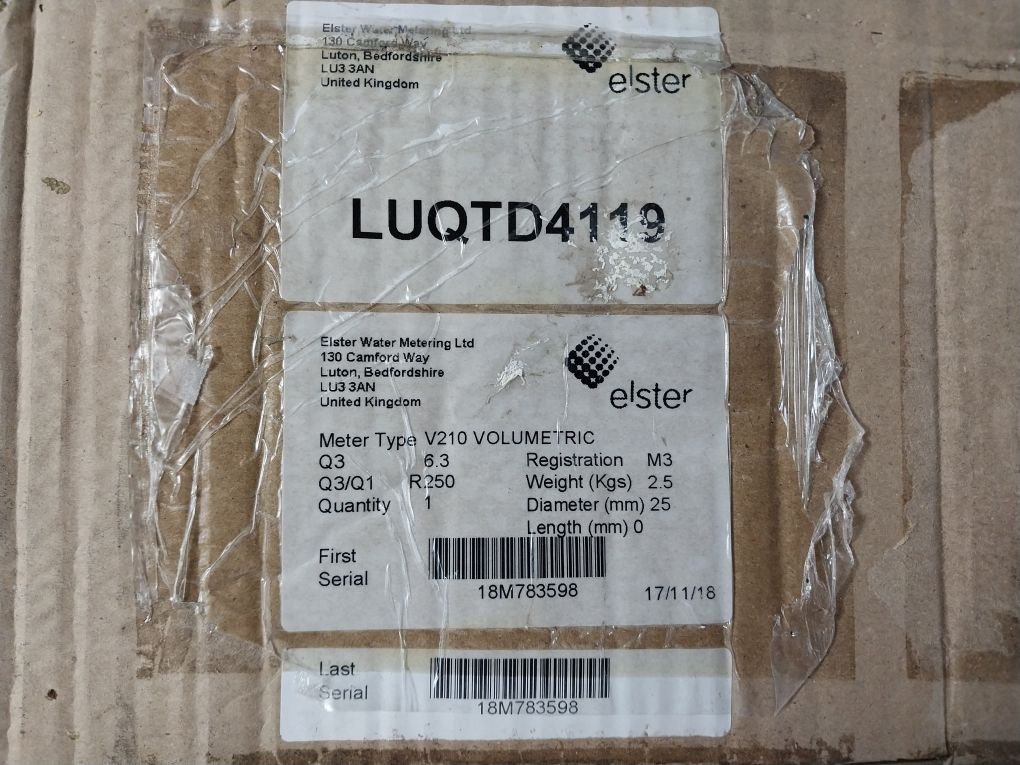 Elster Water Metering Ltd
130 Camford Way
Luton, Bedfordshire
LU3 3AN
United Kingdom
elster
LUQTD4119
Elster Water Metering Ltd
130 Camford Way
Luton, Bedfordshire
LU3 3AN
United Kingdom
elster
Meter Type V210 VOLUMETRIC
Q3 6.3 Registration M3
Q3/Q1 R250 Weight (Kgs) 2.5
Quantity 1 Diameter (mm) 25
Length (mm) 0
First
Serial
18M783598
17/11/18
Last
Serial
18M783598